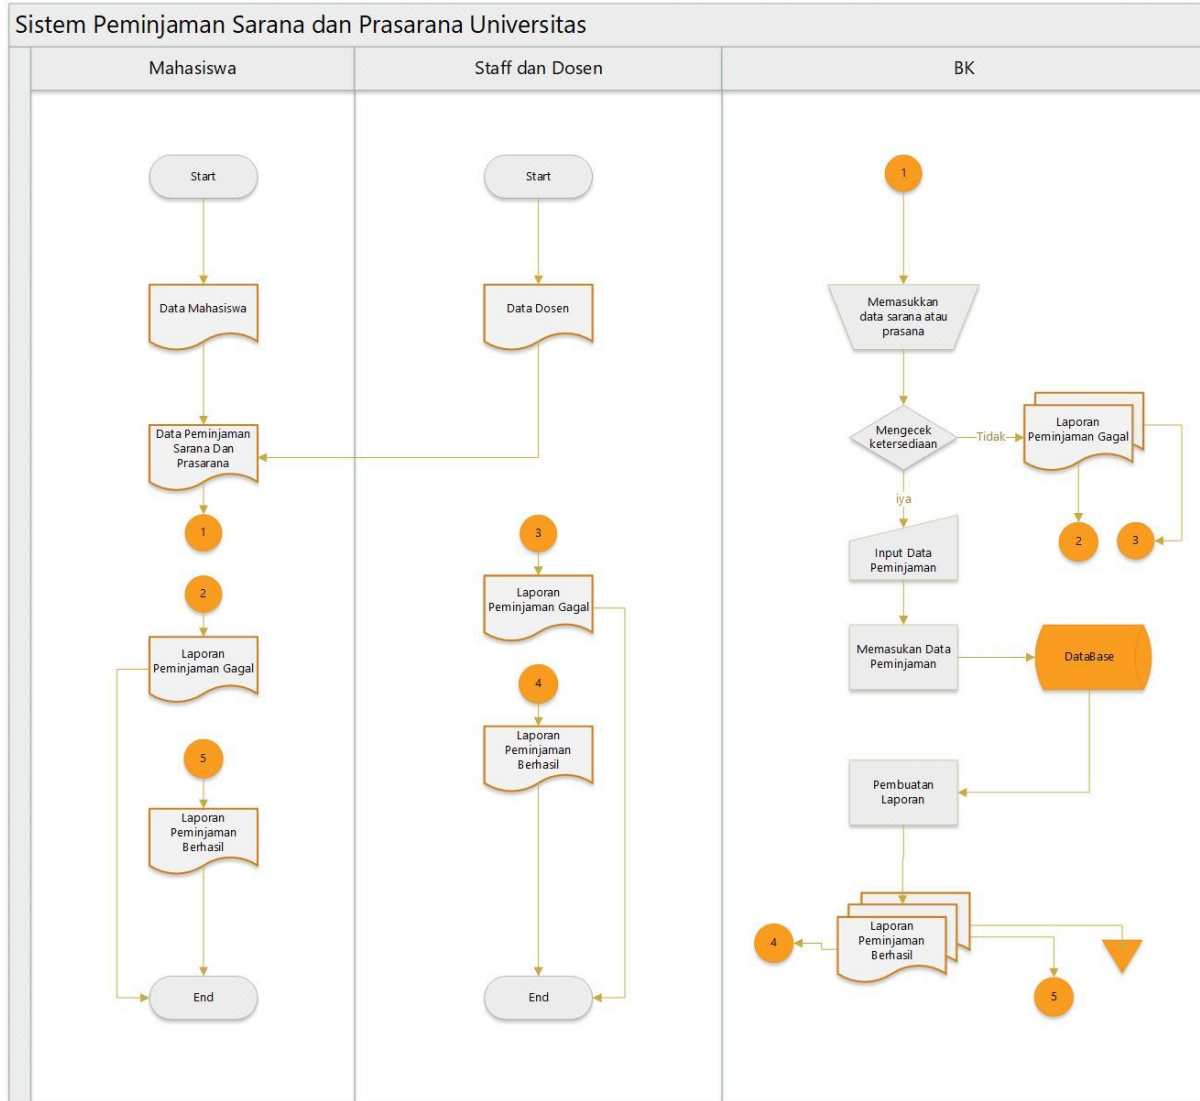 Sistem Peminjaman Sarana dan Prasarana Universitas
Mahasiswa
Staff dan Dosen
BK
Start
Data Mahasiswa
Data Peminjaman
Sarana Dan
Prasarana
1
2
Laporan
Peminjaman Gagal
5
Laporan
Peminjaman
Berhasil
End
Start
Data Dosen
3
Laporan
Peminjaman Gagal
4
Laporan
Peminjaman
Berhasil
End
1
Memasukkan
data sarana atau
prasana
Mengecek
ketersediaan
Tidak
Laporan
Peminjaman Gagal
2
3
iya
Input Data
Peminjaman
Memasukan Data
Peminjaman
DataBase
Pembuatan
Laporan
Laporan
Peminjaman
Berhasil
4
5